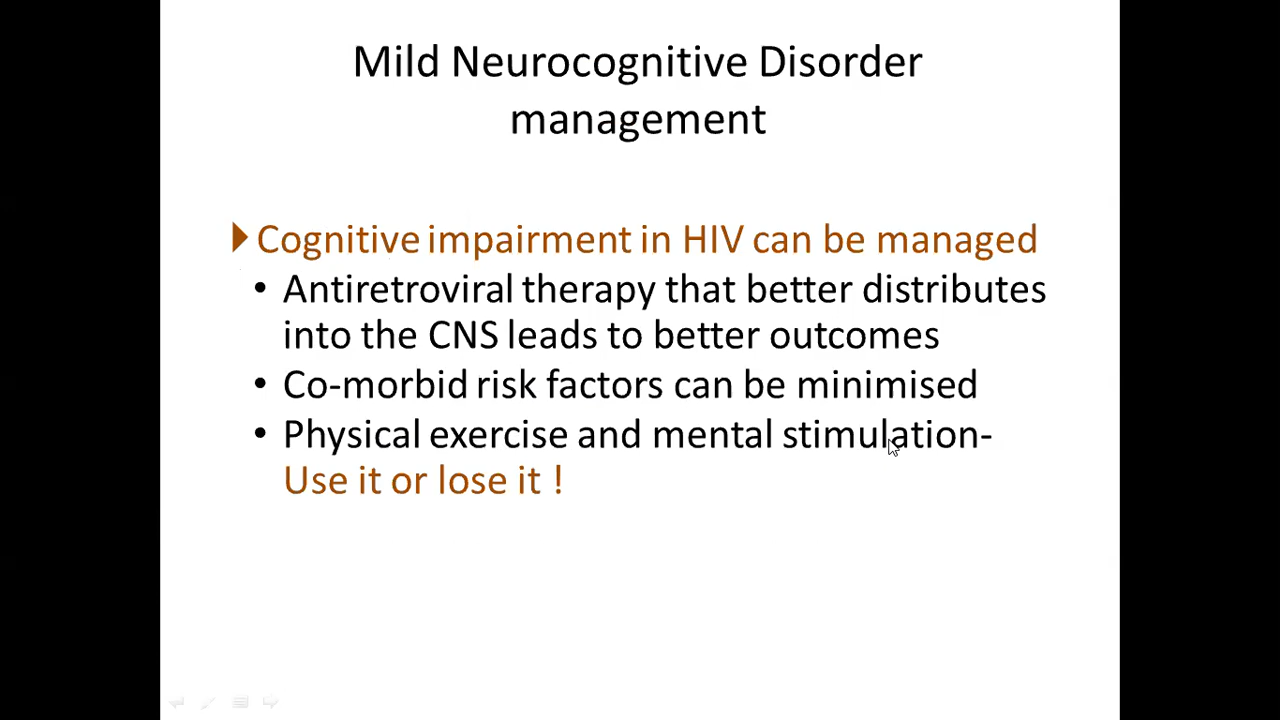 Mild Neurocognitive Disorder
management
Cognitive impairment in HIV can be managed
• Antiretroviral therapy that better distributes
into the CNS leads to better outcomes
• Co-morbid risk factors can be minimised
• Physical exercise and mental stimulation-
Use it or lose it !